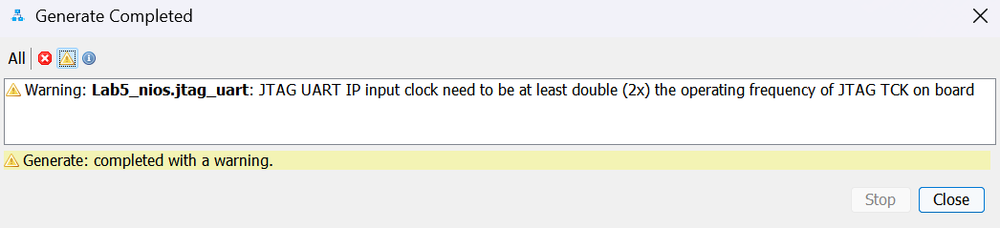 Generate Completed
All
Warning: Lab5_nios.jtag_uart: JTAG UART IP input clock need to be at least double (2x) the operating frequency of JTAG TCK on board
Generate: completed with a warning.
Stop Close